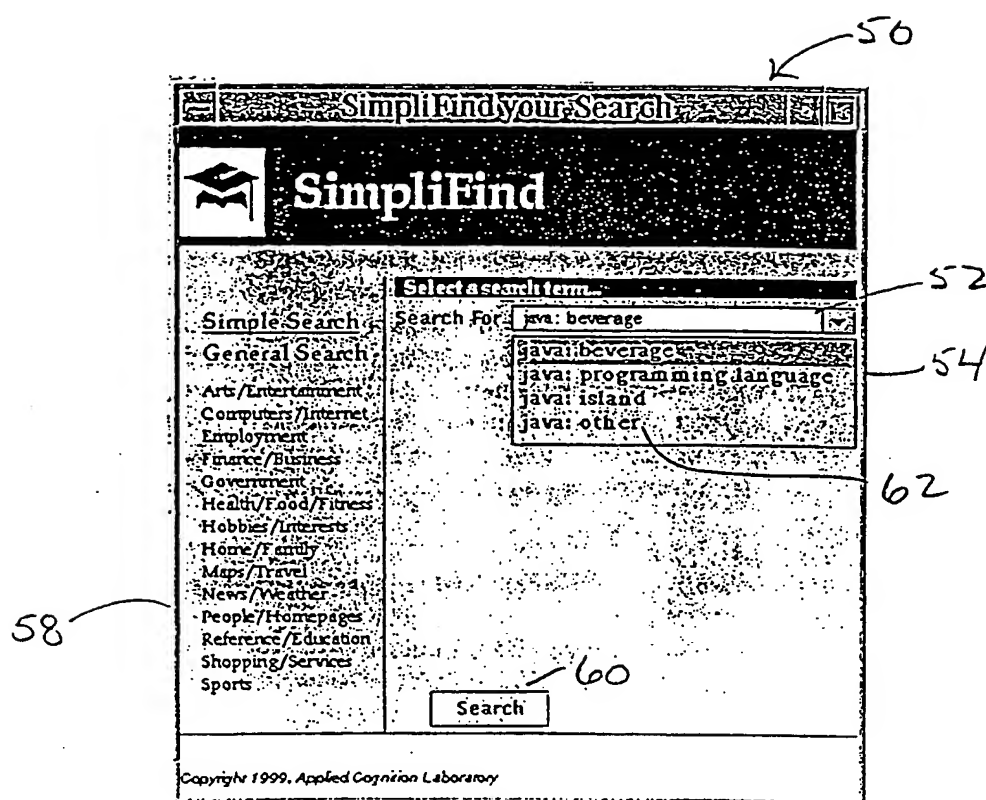 50
SimpliFind your Search
SimpliFind
Select a search term...
52
Search For java: beverage
Simple Search
General Search
java: beverage
java: programming language
java: island
java: other
54
62
Arts/Entertainment
Computers/Internet
Employment
Finance/Business
Government
Health/Food/Fitness
Hobbies/Interests
Home/Family
Maps/Travel
News/Weather
People/Homepages
Reference/Education
Shopping/Services
Sports
58
60
Search
Copyright 1999, Applied Cognition Laboratory